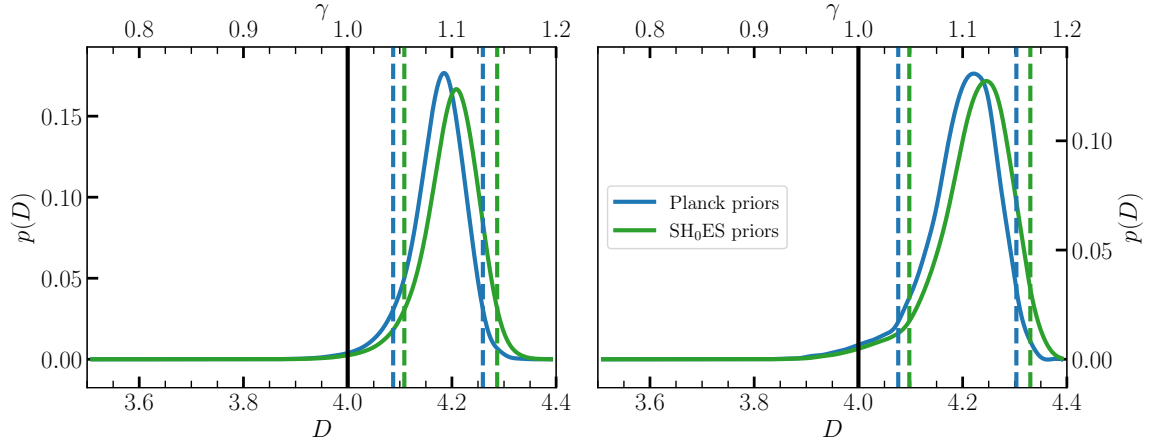 γ γ
0.8 0.9 1.0 1.1 1.2 0.8 0.9 1.0 1.1 1.2
0.15
0.10 0.10
Planck priors
p(D) p(D)
SH₀ES priors
0.05 0.05
0.00 0.00
3.6 3.8 4.0 4.2 4.4 3.6 3.8 4.0 4.2 4.4
D D